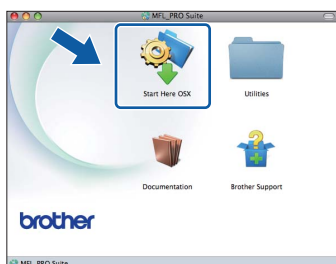 MFL_PRO Suite
Start Here OSX
Utilities
Documentation
Brother Support
brother
MFL_PRO Suite